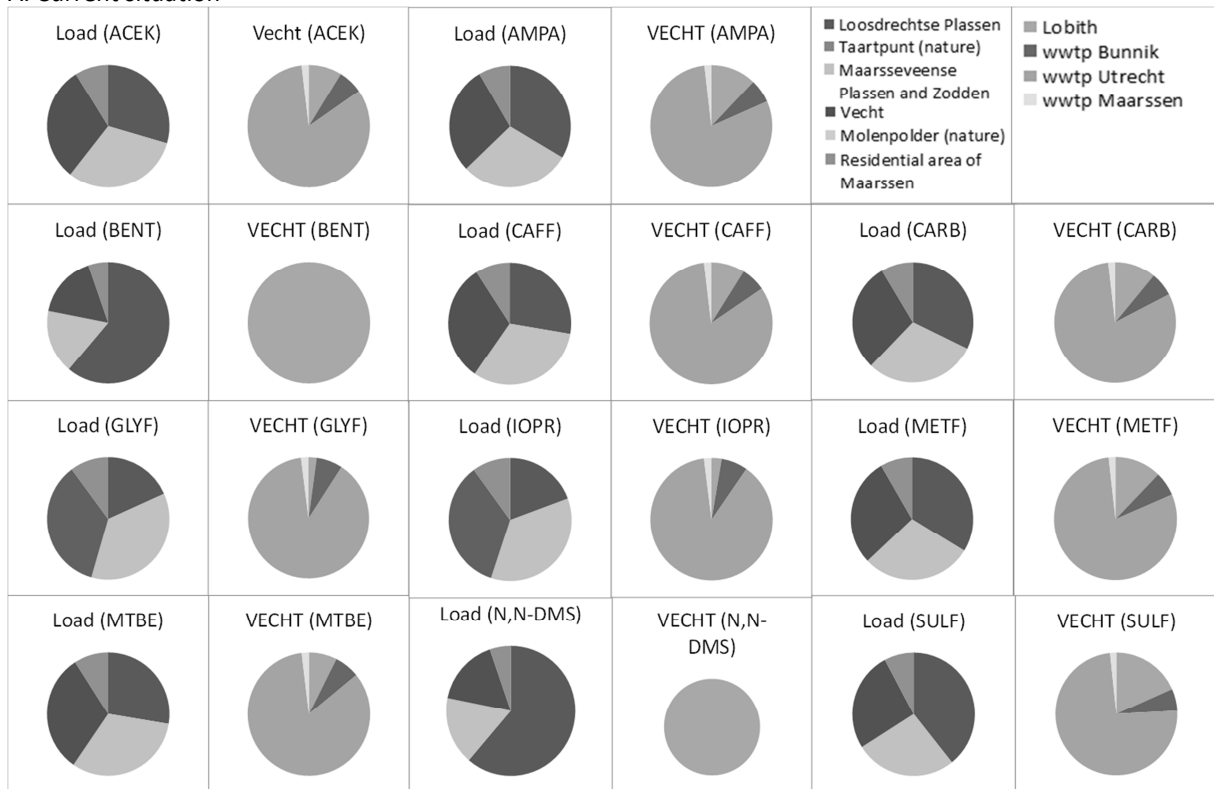 A. Current situation
Load (ACEK)
Vecht (ACEK)
Load (AMPA)
VECHT (AMPA)
Loosdrechtse Plassen
Taartpunt (nature)
Maarsseveense
Plassen and Zodden
Vecht
Molenpolder (nature)
Residential area of
Maarssen
Lobith
wwtp Bunnik
wwtp Utrecht
wwtp Maarssen
Load (BENT)
VECHT (BENT)
Load (CAFF)
VECHT (CAFF)
Load (CARB)
VECHT (CARB)
Load (GLYF)
VECHT (GLYF)
Load (IOPR)
VECHT (IOPR)
Load (METF)
VECHT (METF)
Load (MTBE)
VECHT (MTBE)
Load (N,N-DMS)
VECHT (N,N-
DMS)
Load (SULF)
VECHT (SULF)